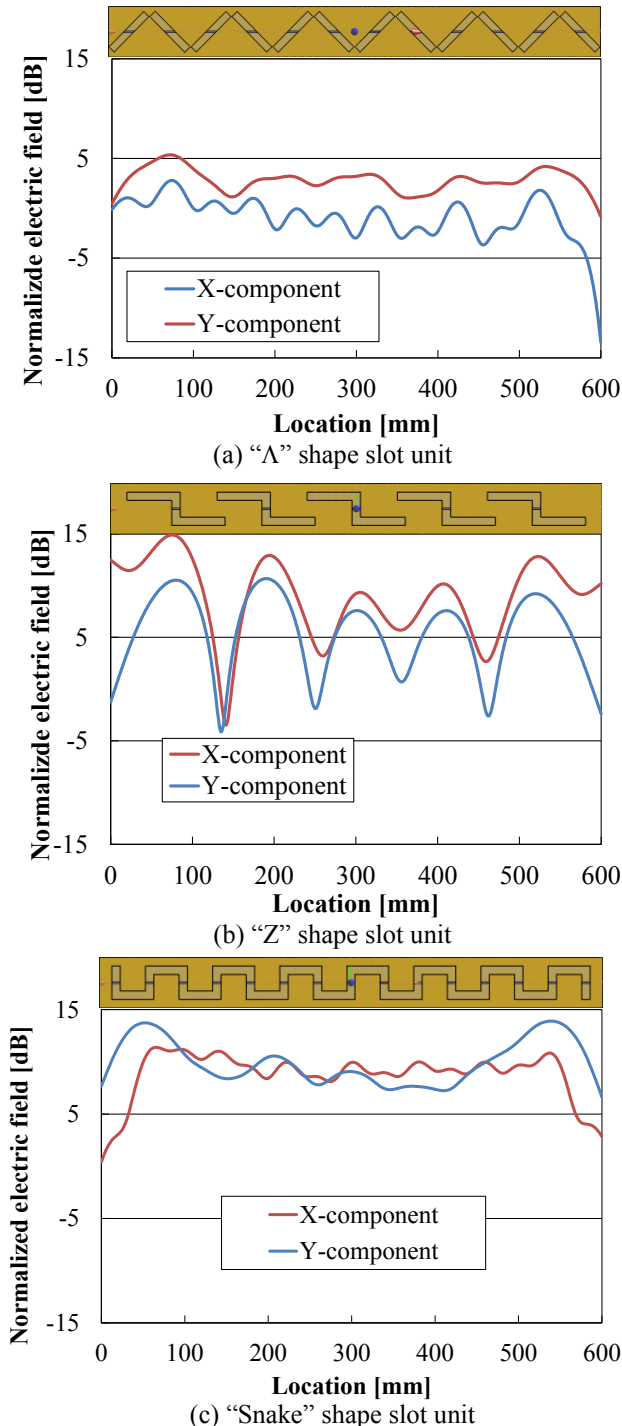 15
5
-5
-15
Normalizde electric field [dB]
X-component
Y-component
0 100 200 300 400 500 600
Location [mm]
(a) “Λ” shape slot unit
15
5
-5
-15
Normalizde electric field [dB]
X-component
Y-component
0 100 200 300 400 500 600
Location [mm]
(b) “Z” shape slot unit
15
5
-5
-15
Normalized electric field [dB]
X-component
Y-component
0 100 200 300 400 500 600
Location [mm]
(c) “Snake” shape slot unit